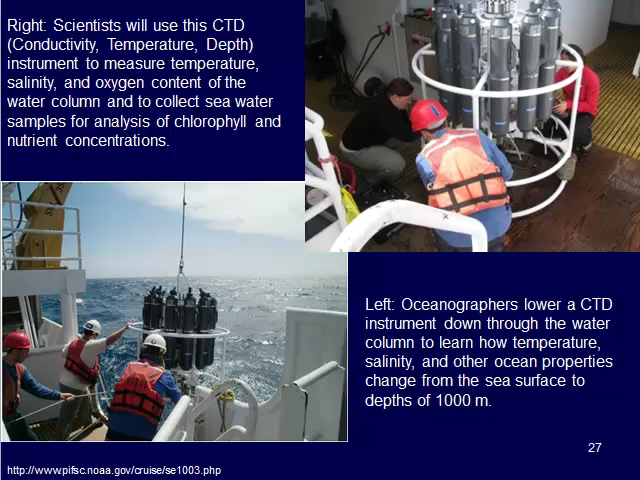 Right: Scientists will use this CTD
(Conductivity, Temperature, Depth)
instrument to measure temperature,
salinity, and oxygen content of the
water column and to collect sea water
samples for analysis of chlorophyll and
nutrient concentrations.
Left: Oceanographers lower a CTD
instrument down through the water
column to learn how temperature,
salinity, and other ocean properties
change from the sea surface to
depths of 1000 m.
27
http://www.pifsc.noaa.gov/cruise/se1003.php